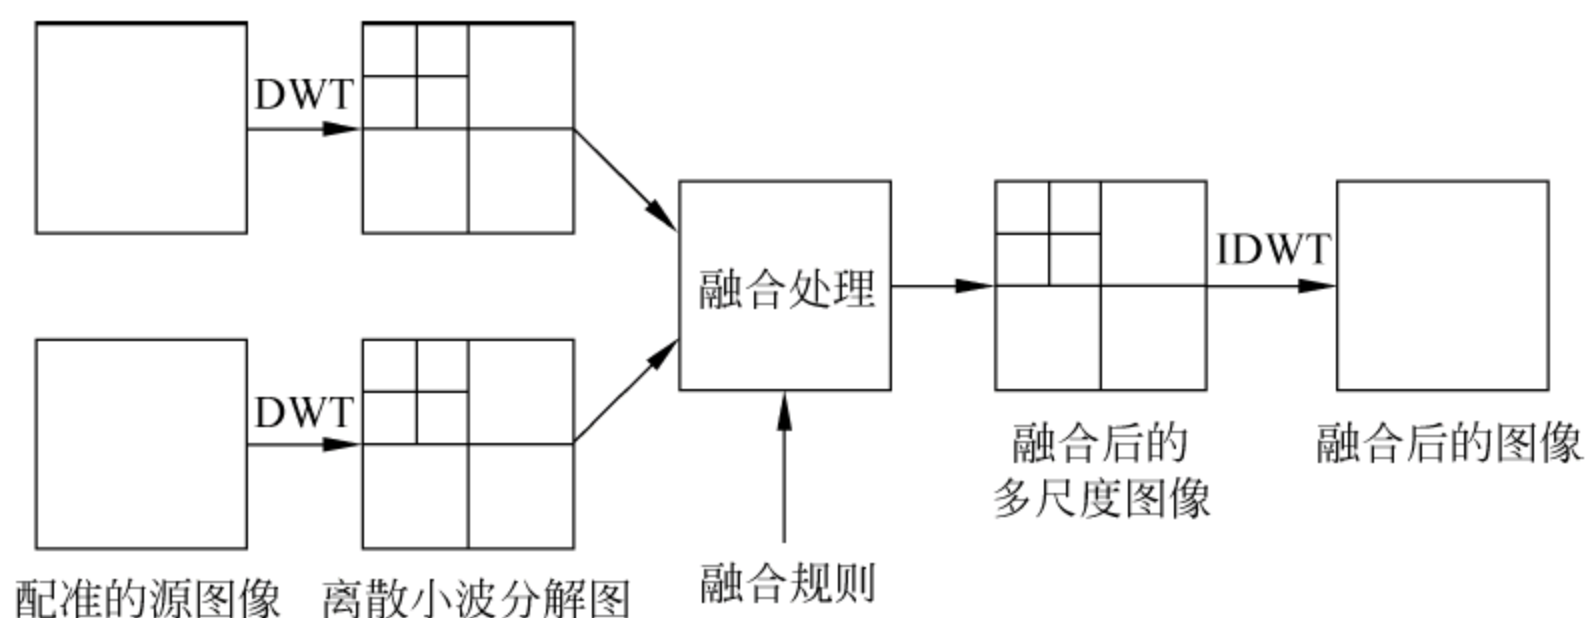 DWT
DWT
融合处理
IDWT
融合后的
多尺度图像
融合后的图像
配准的源图像
离散小波分解图
融合规则